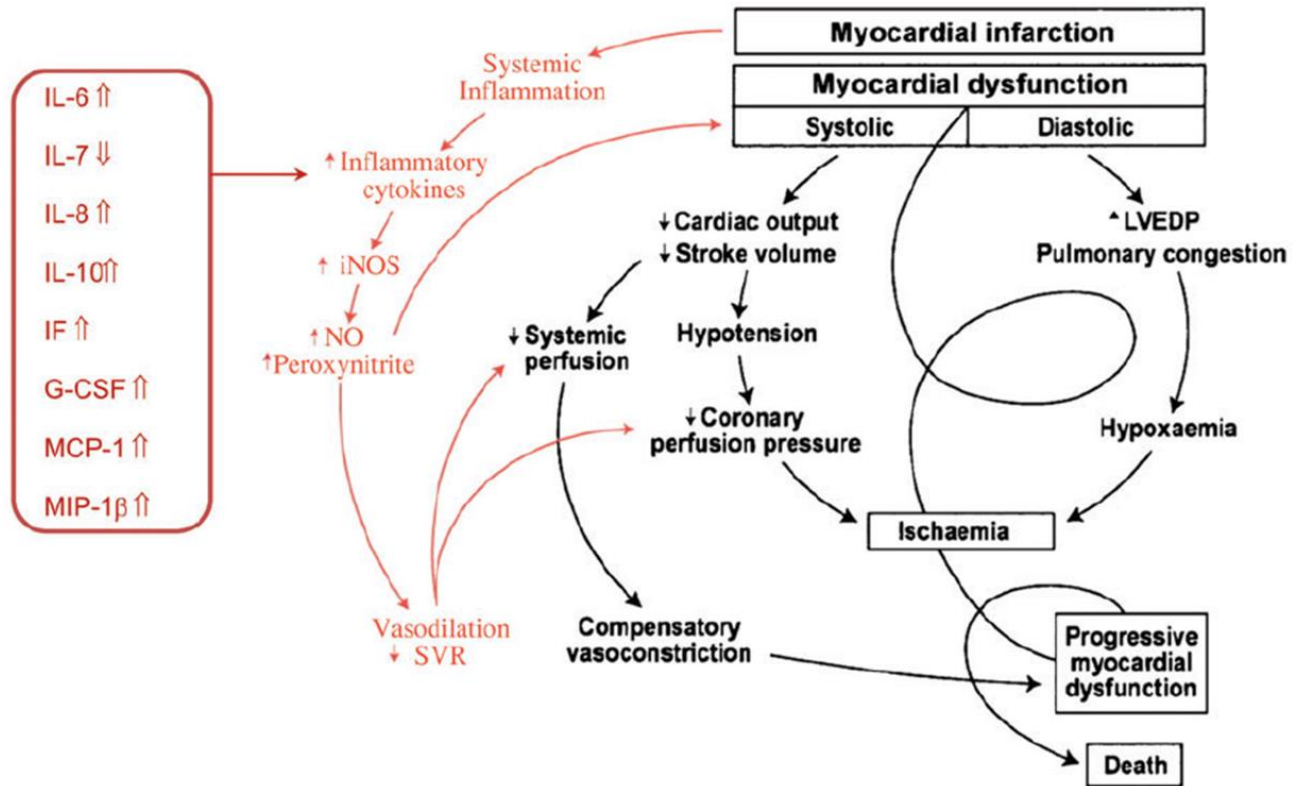 Myocardial infarction
Myocardial dysfunction
Systolic
Diastolic
Systemic
Inflammation
IL-6 ⇑
IL-7 ⇓
IL-8 ⇑
IL-10⇑
IF ⇑
G-CSF ⇑
MCP-1 ⇑
MIP-1β ⇑
↑Inflammatory
cytokines
↑ iNOS
↑NO
↑Peroxynitrite
Vasodilation
↓ SVR
↓Cardiac output
↓Stroke volume
↓Systemic
perfusion
Hypotension
↓Coronary
perfusion pressure
▲LVEDP
Pulmonary congestion
Hypoxaemia
Ischaemia
Compensatory
vasoconstriction
Progressive
myocardial
dysfunction
Death